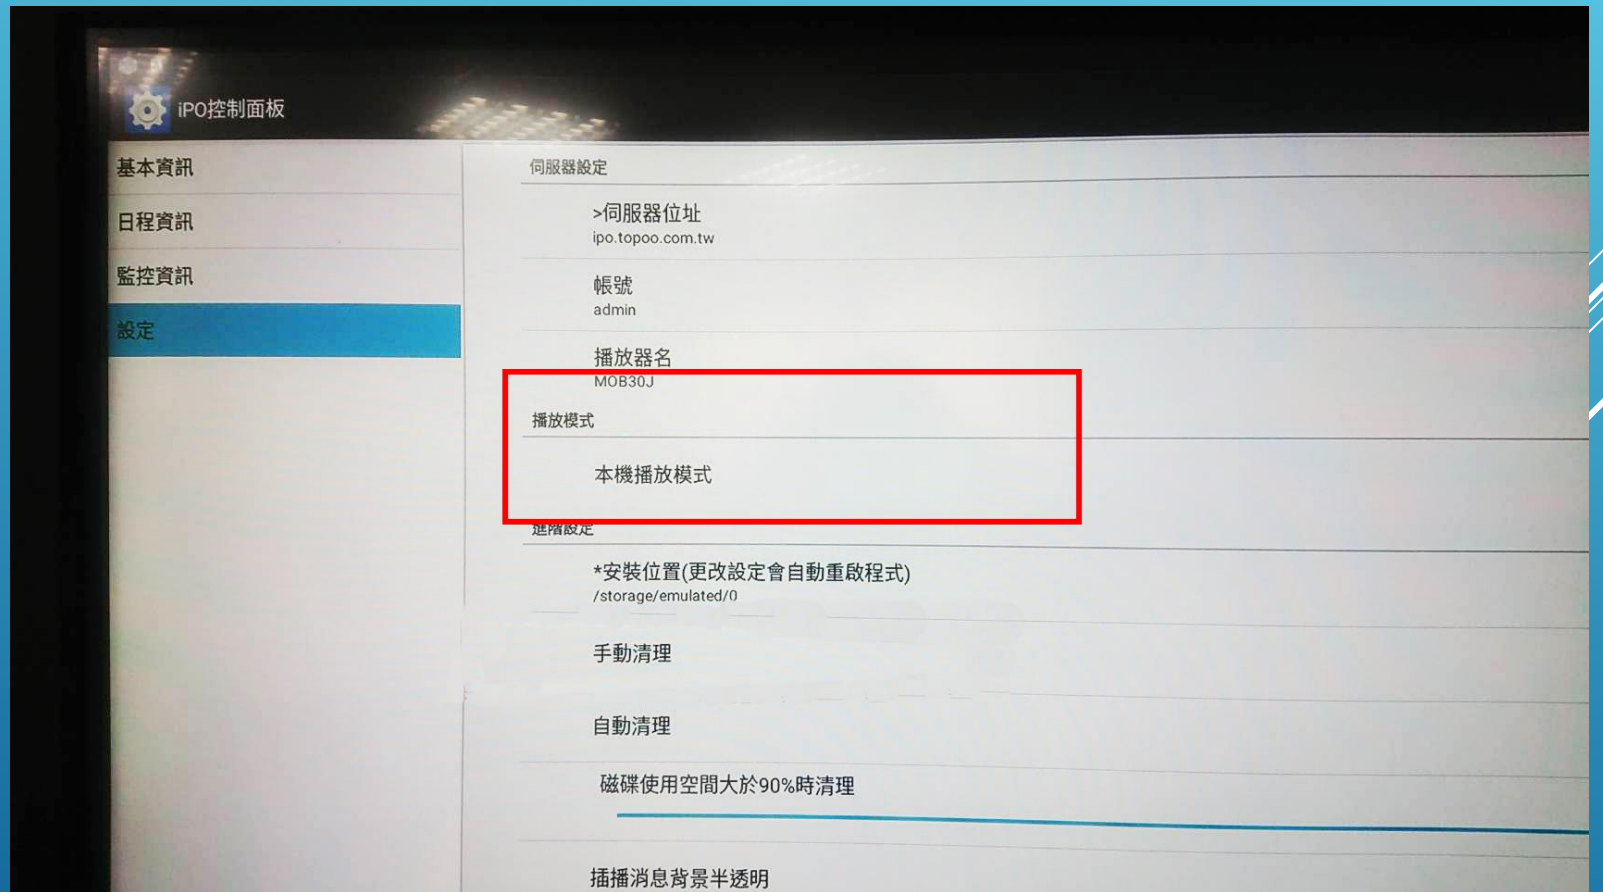 iPO控制面板
基本資訊
日程資訊
監控資訊
設定
伺服器設定
>伺服器位址
ipo.topoo.com.tw
帳號
admin
播放器名
MOB30J
播放模式
本機播放模式
進階設定
*安裝位置(更改設定會自動重啟程式)
/storage/emulated/0
手動清理
自動清理
磁碟使用空間大於90%時清理
插播消息背景半透明